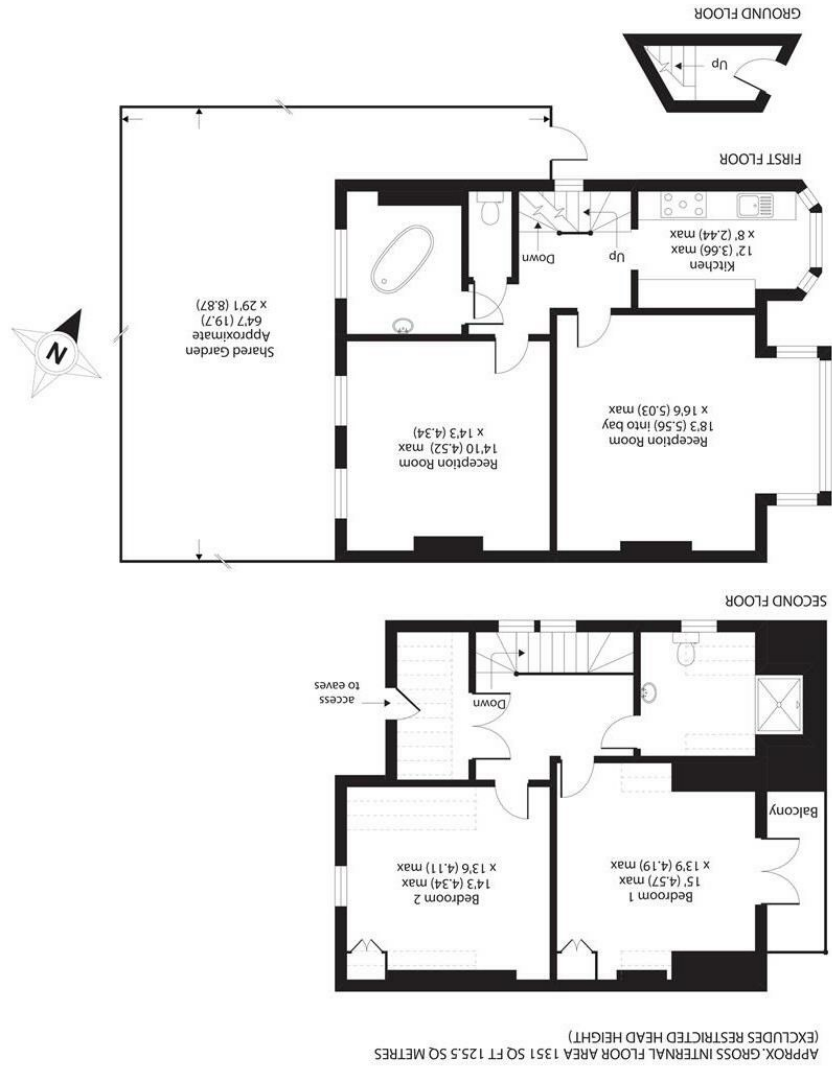 APPROX. GROSS INTERNAL FLOOR AREA 1351 SQ FT 125.5 SQ METRES
(EXCLUDES RESTRICTED HEAD HEIGHT)
Balcony
Bedroom 1
15' (4.57) max
x 13'9 (4.19) max
Bedroom 2
14'3 (4.34) max
x 13'6 (4.11) max
Down
access
to eaves
SECOND FLOOR
Reception Room
18'3 (5.56) into bay
x 16'6 (5.03) max
Reception Room
14'10 (4.52) max
x 14'3 (4.34)
Shared Garden
Approximate
64'7 (19.7)
x 29'1 (8.87)
N
Kitchen
12' (3.66) max
x 8' (2.44) max
Up
Down
FIRST FLOOR
Up
GROUND FLOOR